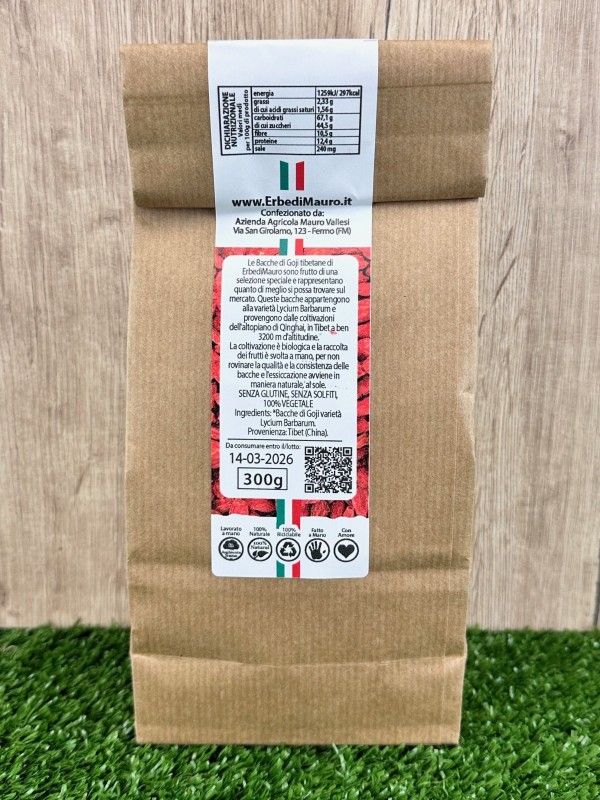 DICHIARAZIONE
NUTRIZIONALE
Valori medi
per 100g di prodotto
energia 1259kJ/ 297kcal
grassi 2,33 g
di cui acidi grassi saturi 1,56 g
carboidrati 67,1 g
di cui zuccheri 44,5 g
fibre 10,5 g
proteine 12,4 g
sale 240 mg
www.ErbediMauro.it
Confezionato da:
Azienda Agricola Mauro Vallesi
Via San Girolamo, 123 - Fermo (FM)
Le Bacche di Goji tibetane di
ErbediMauro sono frutto di una
selezione speciale e rappresentano
quanto di meglio si possa trovare sul
mercato. Queste bacche appartengono
alla varietà Lycium Barbarum e
provengono dalle coltivazioni
dell'altopiano di Qinghai, in Tibet a ben
3200 m d'altitudine.
La coltivazione è biologica e la raccolta
dei frutti è svolta a mano, per non
rovinare la qualità e la consistenza delle
bacche e l'essiccazione avviene in
maniera naturale, al sole.
SENZA GLUTINE, SENZA SOLFITI,
100% VEGETALE
Ingredienti: *Bacche di Goji varietà
Lycium Barbarum.
Provenienza: Tibet (China).
Da consumare entro il/lotto:
14-03-2026
300g
Lavorato
a mano
100%
Naturale
100%
Riciclabile
Fatto
a Mano
Con
Amore
100%
Natural